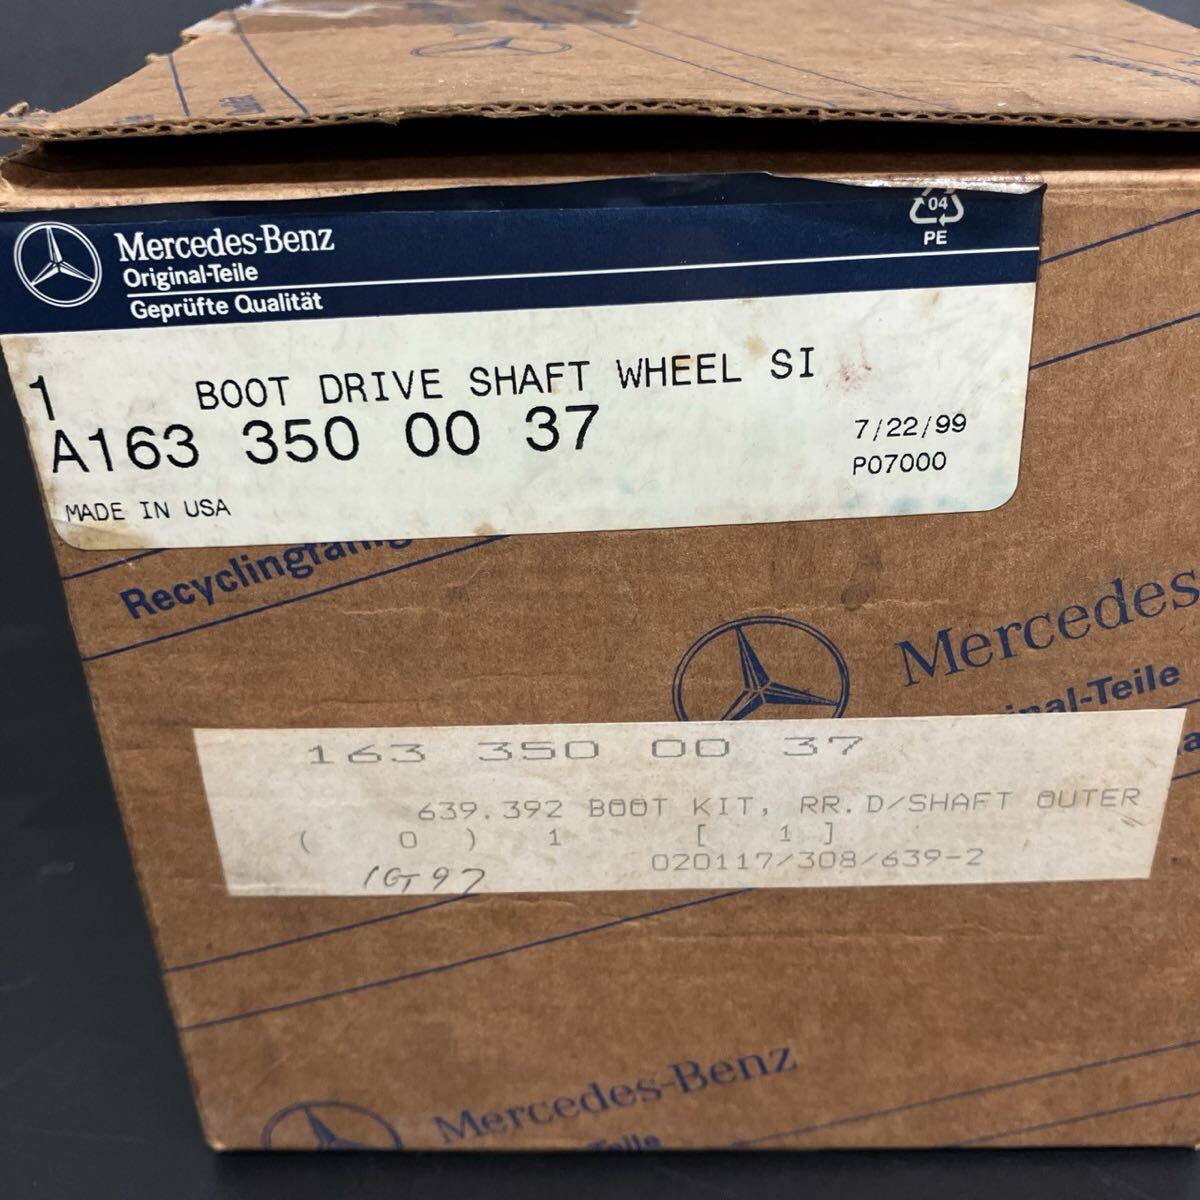 04
PE
Mercedes-Benz
Original-Teile
Geprüfte Qualität
1 BOOT DRIVE SHAFT WHEEL SI
A163 350 00 37
7/22/99
P07000
MADE IN USA
Mercedes
-Teile
163 350 00 37
639.392 BOOT KIT, RR.D/SHAFT OUTER
( 0 ) 1 [ 1 ]
020117/308/639-2
Mercedes-Benz